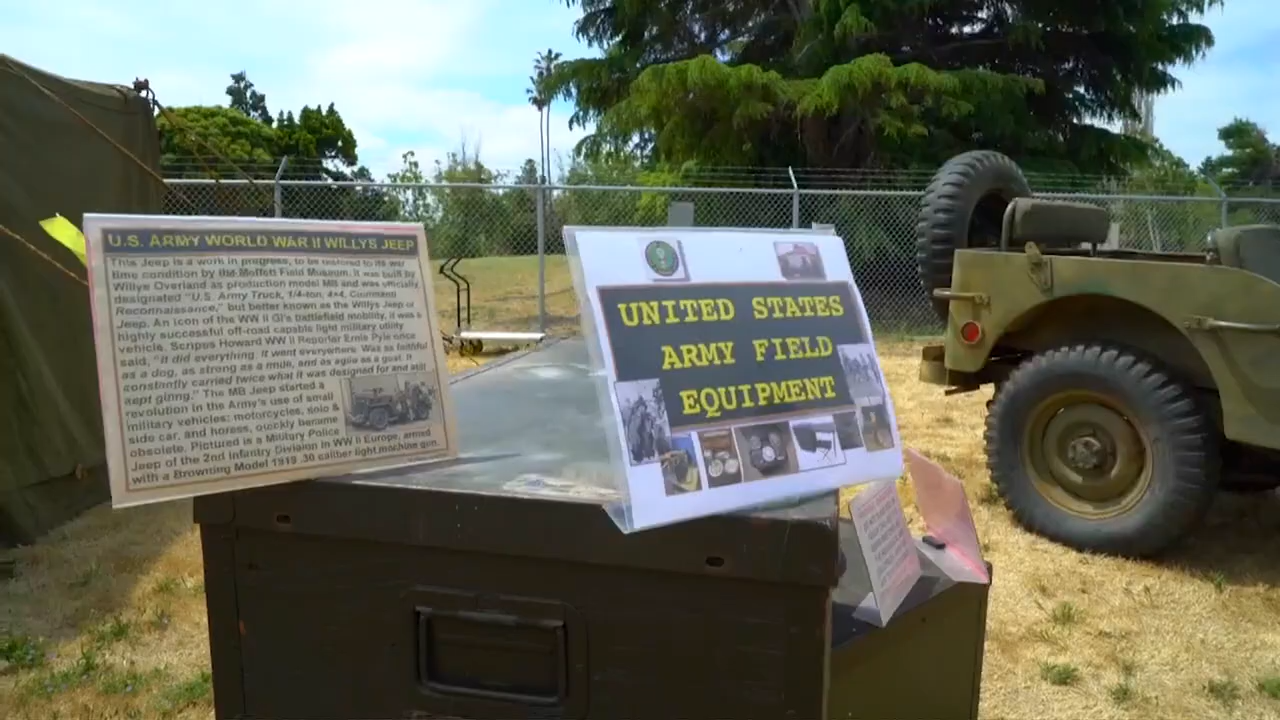 U.S. ARMY WORLD WAR II WILLYS JEEP
This Jeep is a work in progress, to be restored to its war
time condition by the Moffett Field Museum. It was built by
Willys Overland as production model MB and was officially
designated "U.S. Army Truck, 1/4-ton, 4x4, Command
Reconnaissance," but better known as the Willys Jeep or
Jeep. An icon of the WW II GI's battlefield mobility, it was a
highly successful off-road capable light military utility
vehicle. Scripps Howard WW II Reporter Ernie Pyle once
said, "It did everything. It went everywhere. Was as faithful
as a dog, as strong as a mule, and as agile as a goat. It
constantly carried twice what it was designed for and still
kept going." The MB Jeep started a
revolution in the Army's use of small
military vehicles: motorcycles, solo &
side car, and horses, quickly became
obsolete. Pictured is a Military Police
Jeep of the 2nd Infantry Division in WW II Europe, armed
with a Browning Model 1919 .30 caliber light machine gun.
UNITED STATES
ARMY FIELD
EQUIPMENT